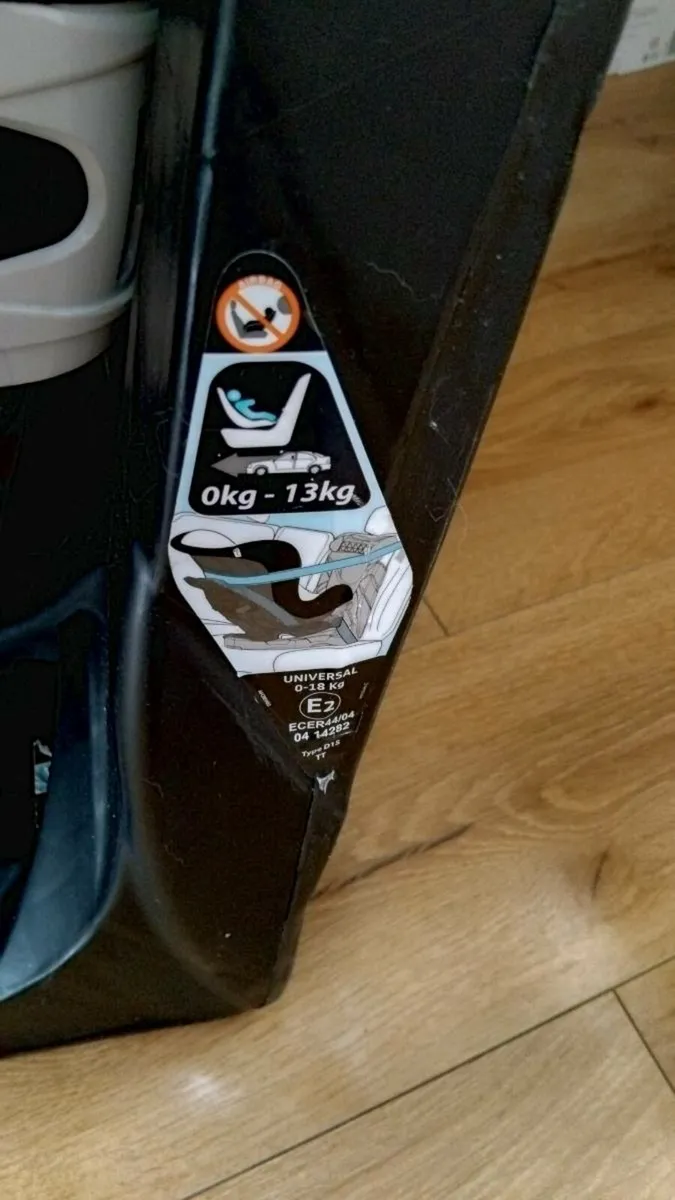 AIRBAG
0kg - 13kg
UNIVERSAL
0-18 Kg
E2
ECER44/04
04 14282
Type D15
TT